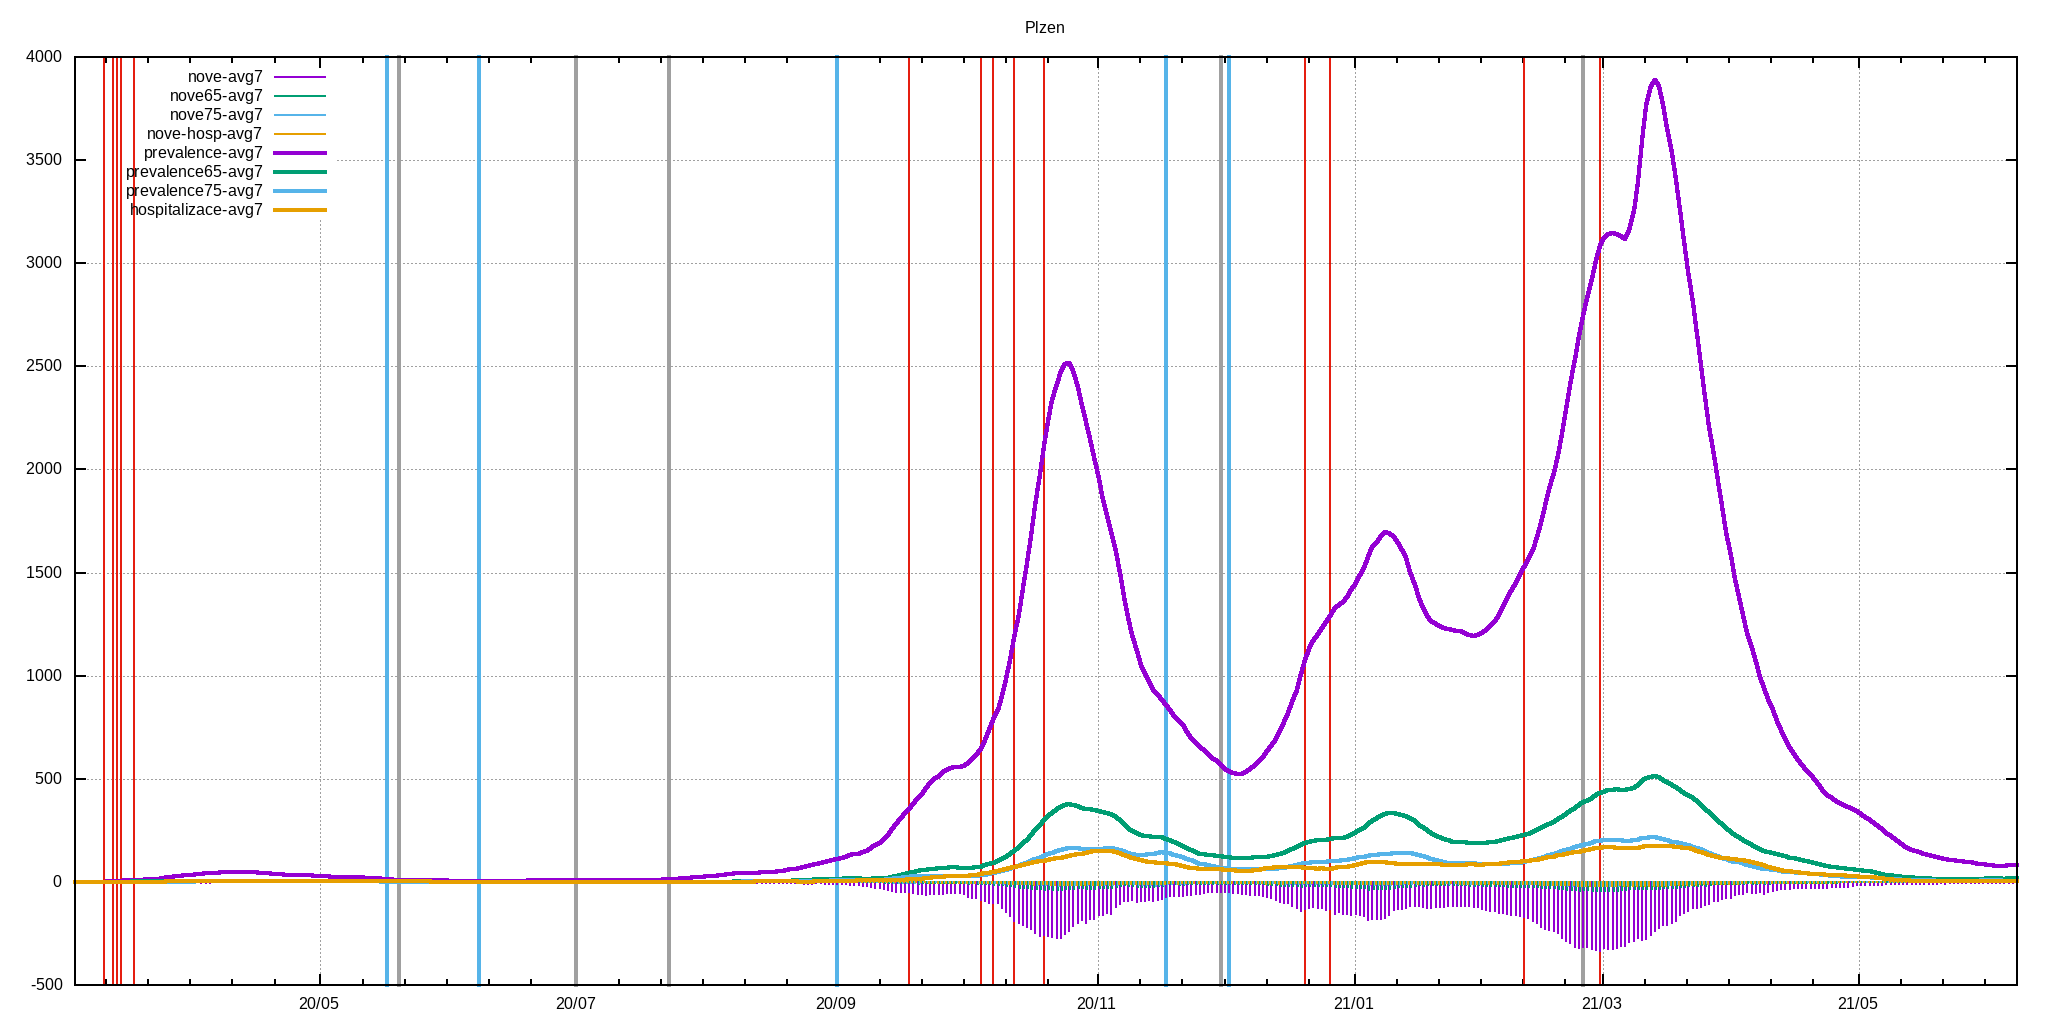 Plzen
4000
3500
3000
2500
2000
1500
1000
500
0
-500
nove-avg7
nove65-avg7
nove75-avg7
nove-hosp-avg7
prevalence-avg7
prevalence65-avg7
prevalence75-avg7
hospitalizace-avg7
20/05
20/07
20/09
20/11
21/01
21/03
21/05